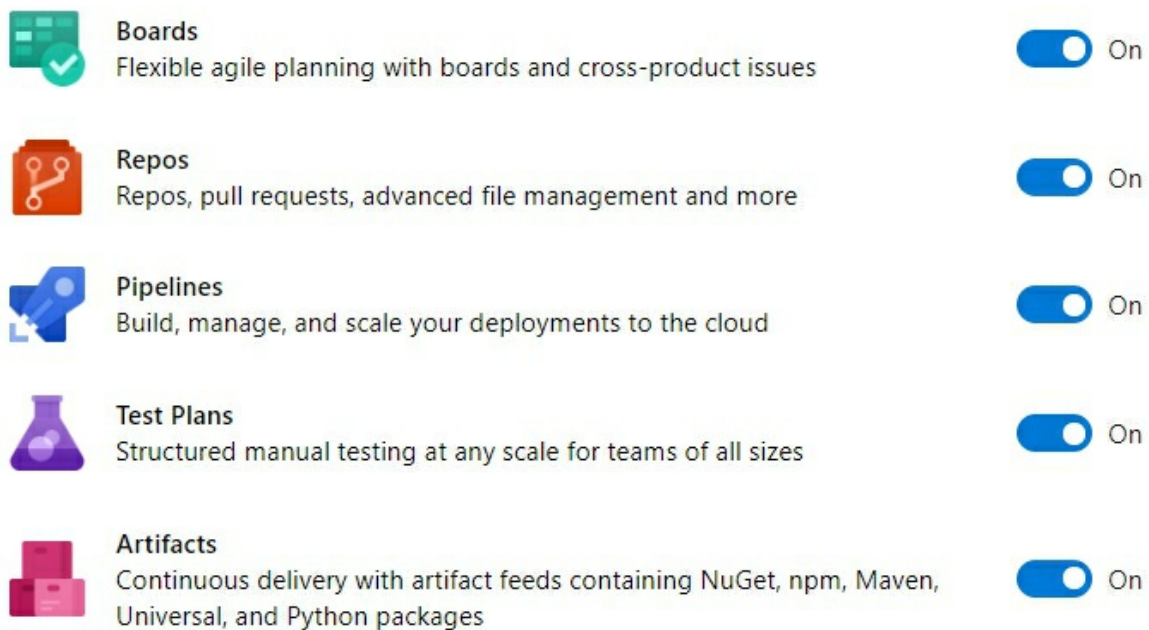 Boards
On
Flexible agile planning with boards and cross-product issues
Repos
On
Repos, pull requests, advanced file management and more
Pipelines
On
Build, manage, and scale your deployments to the cloud
Test Plans
On
Structured manual testing at any scale for teams of all sizes
Artifacts
Continuous delivery with artifact feeds containing NuGet, npm, Maven,
On
Universal, and Python packages